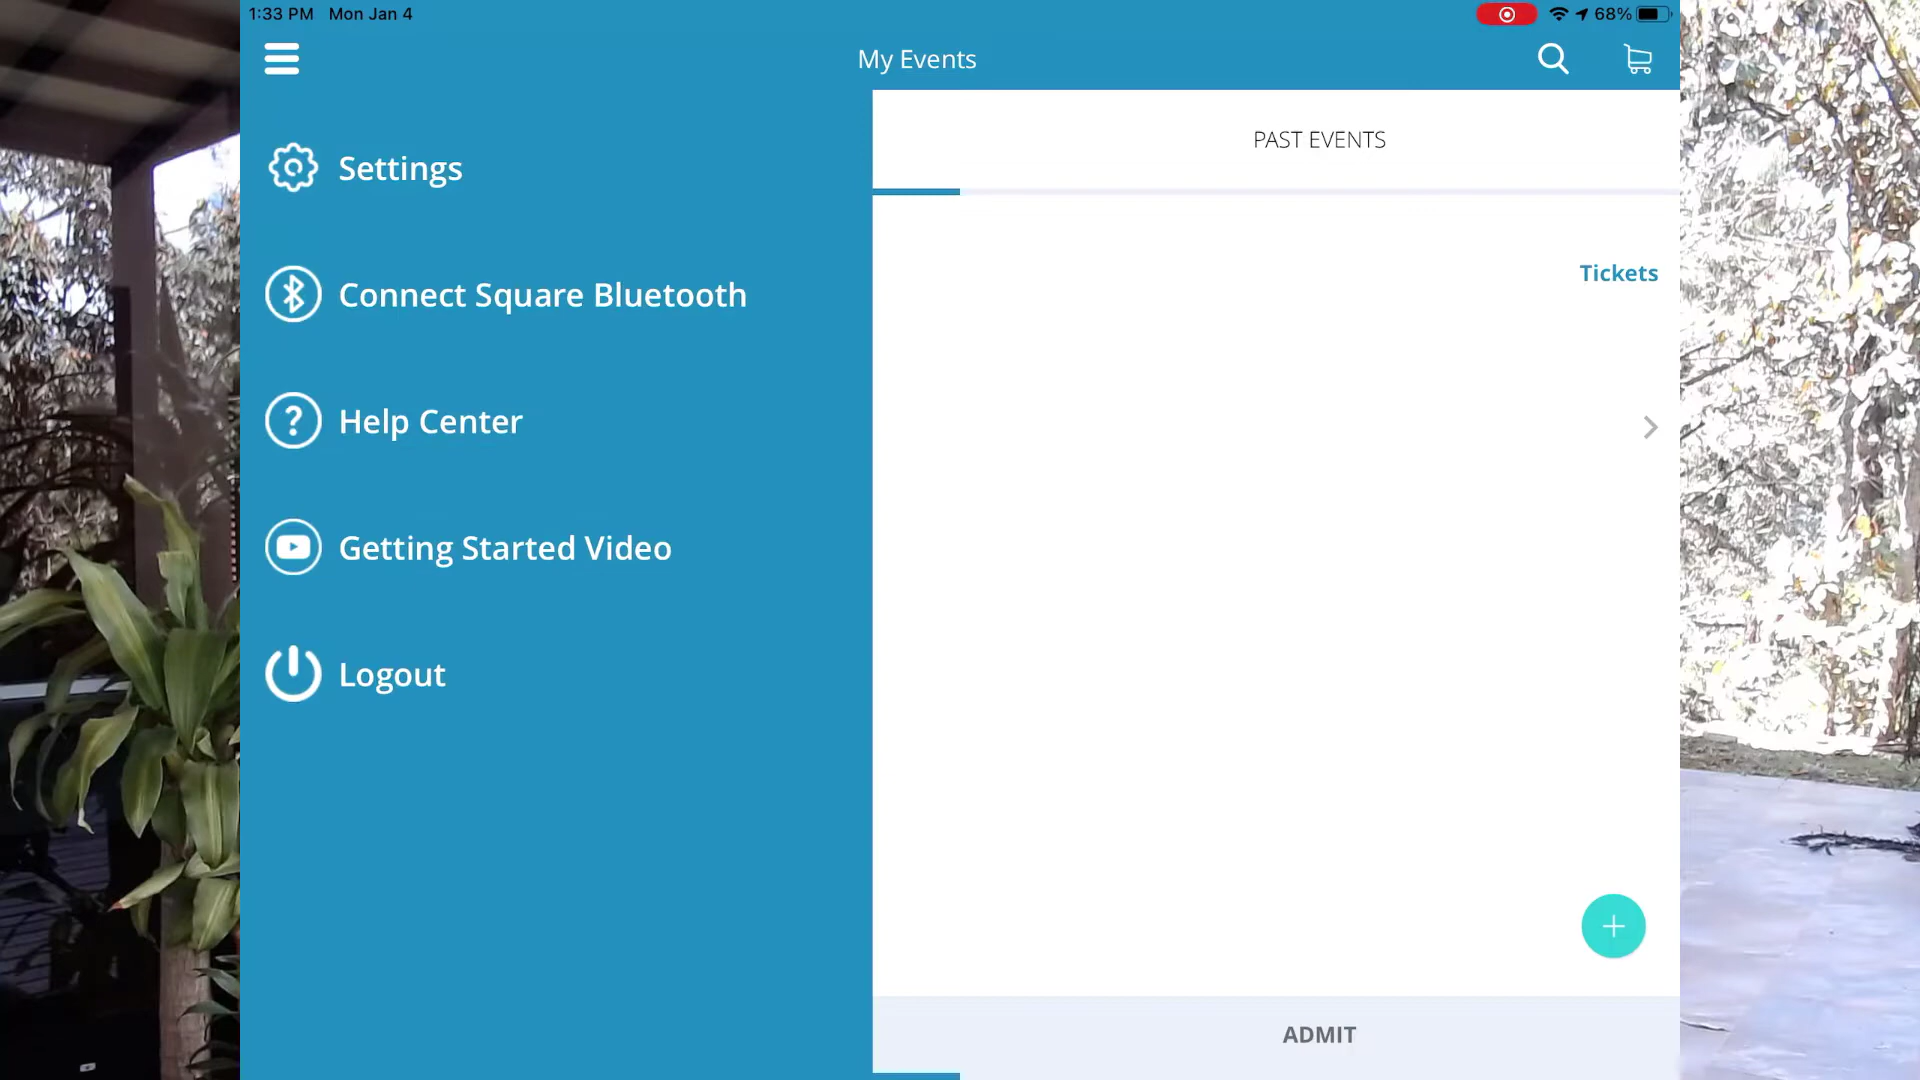 1:33 PM Mon Jan 4
68%
My Events
Settings
Connect Square Bluetooth
Help Center
Getting Started Video
Logout
PAST EVENTS
Tickets
ADMIT